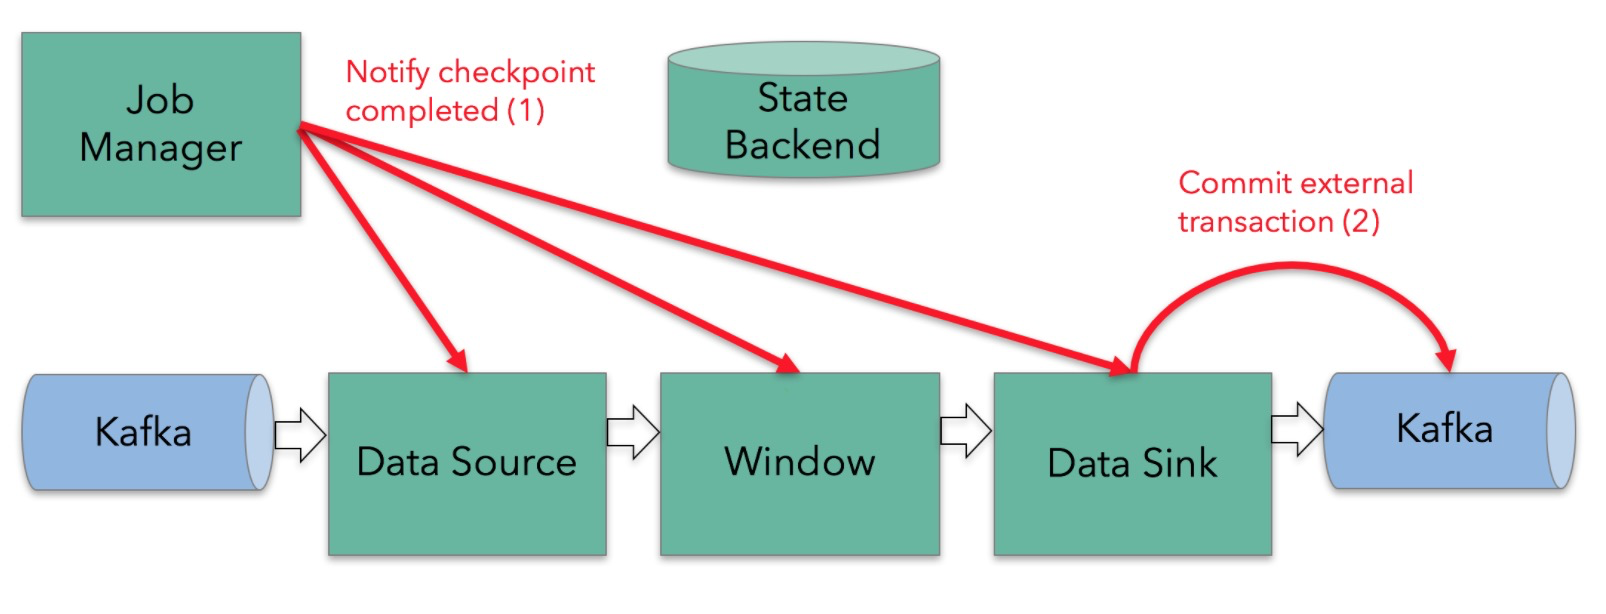 Job
Manager
Notify checkpoint
completed (1)
State
Backend
Commit external
transaction (2)
Kafka
Data Source
Window
Data Sink
Kafka